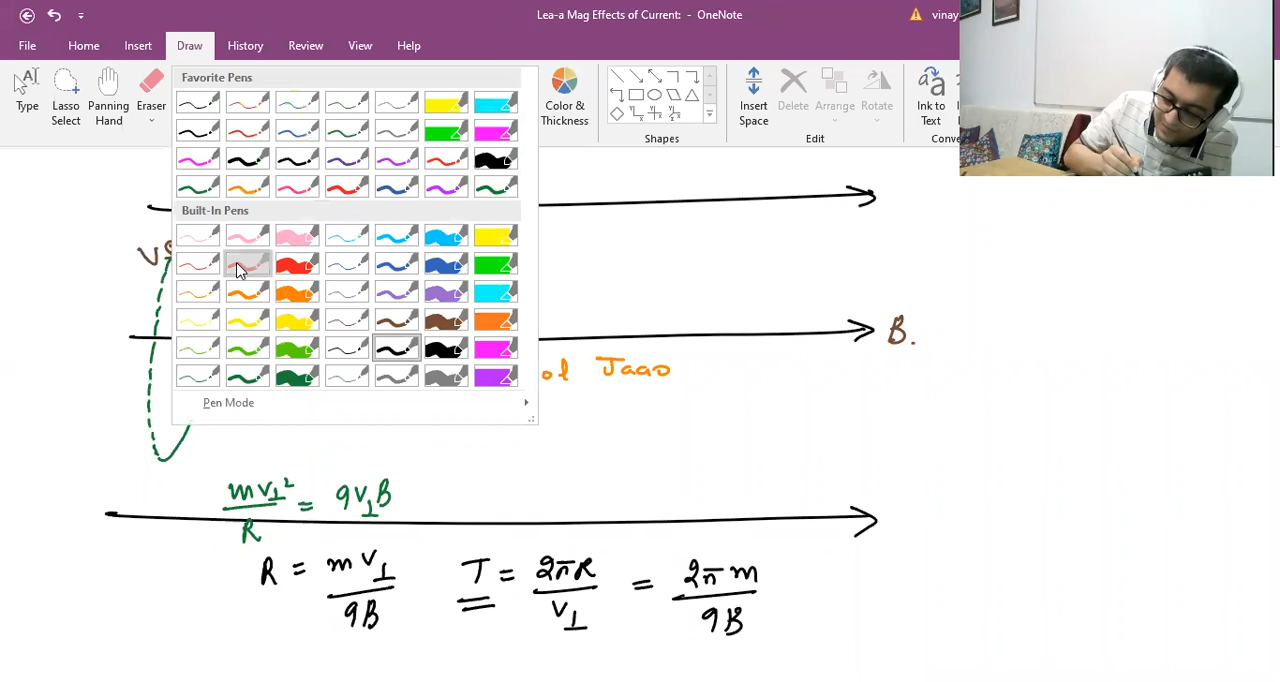 Lea-a Mag Effects of Current: - OneNote
vinay
File Home Insert Draw History Review View Help
Type
Lasso Select
Panning Hand
Eraser
Color & Thickness
Shapes
Insert Space
Delete
Arrange
Rotate
Edit
Ink to Text
Favorite Pens
Built-In Pens
Pen Mode
B.
ol Jaao
mv⊥²/R = qv⊥B
R = mv⊥/qB T = 2πR/v⊥ = 2πm/qB